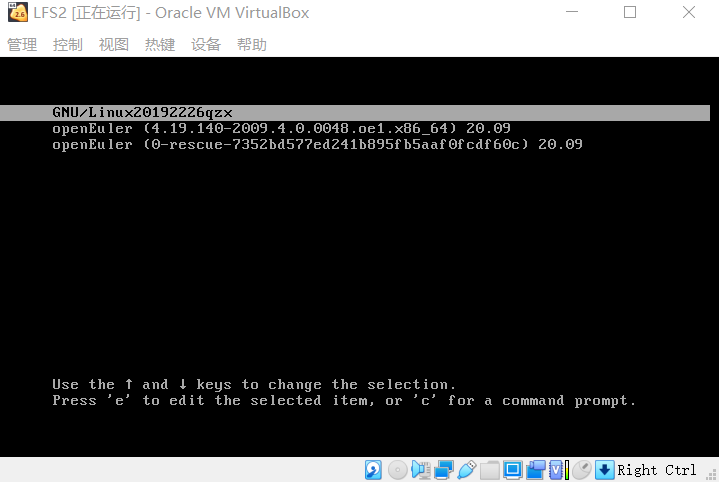 LFS2 [正在运行] - Oracle VM VirtualBox
管理 控制 视图 热键 设备 帮助
GNU/Linux20192226qzx
openEuler (4.19.140-2009.4.0.0048.oe1.x86_64) 20.09
openEuler (0-rescue-7352bd577ed241b895fb5aaf0fcdf60c) 20.09
Use the ↑ and ↓ keys to change the selection.
Press 'e' to edit the selected item, or 'c' for a command prompt.
Right Ctrl